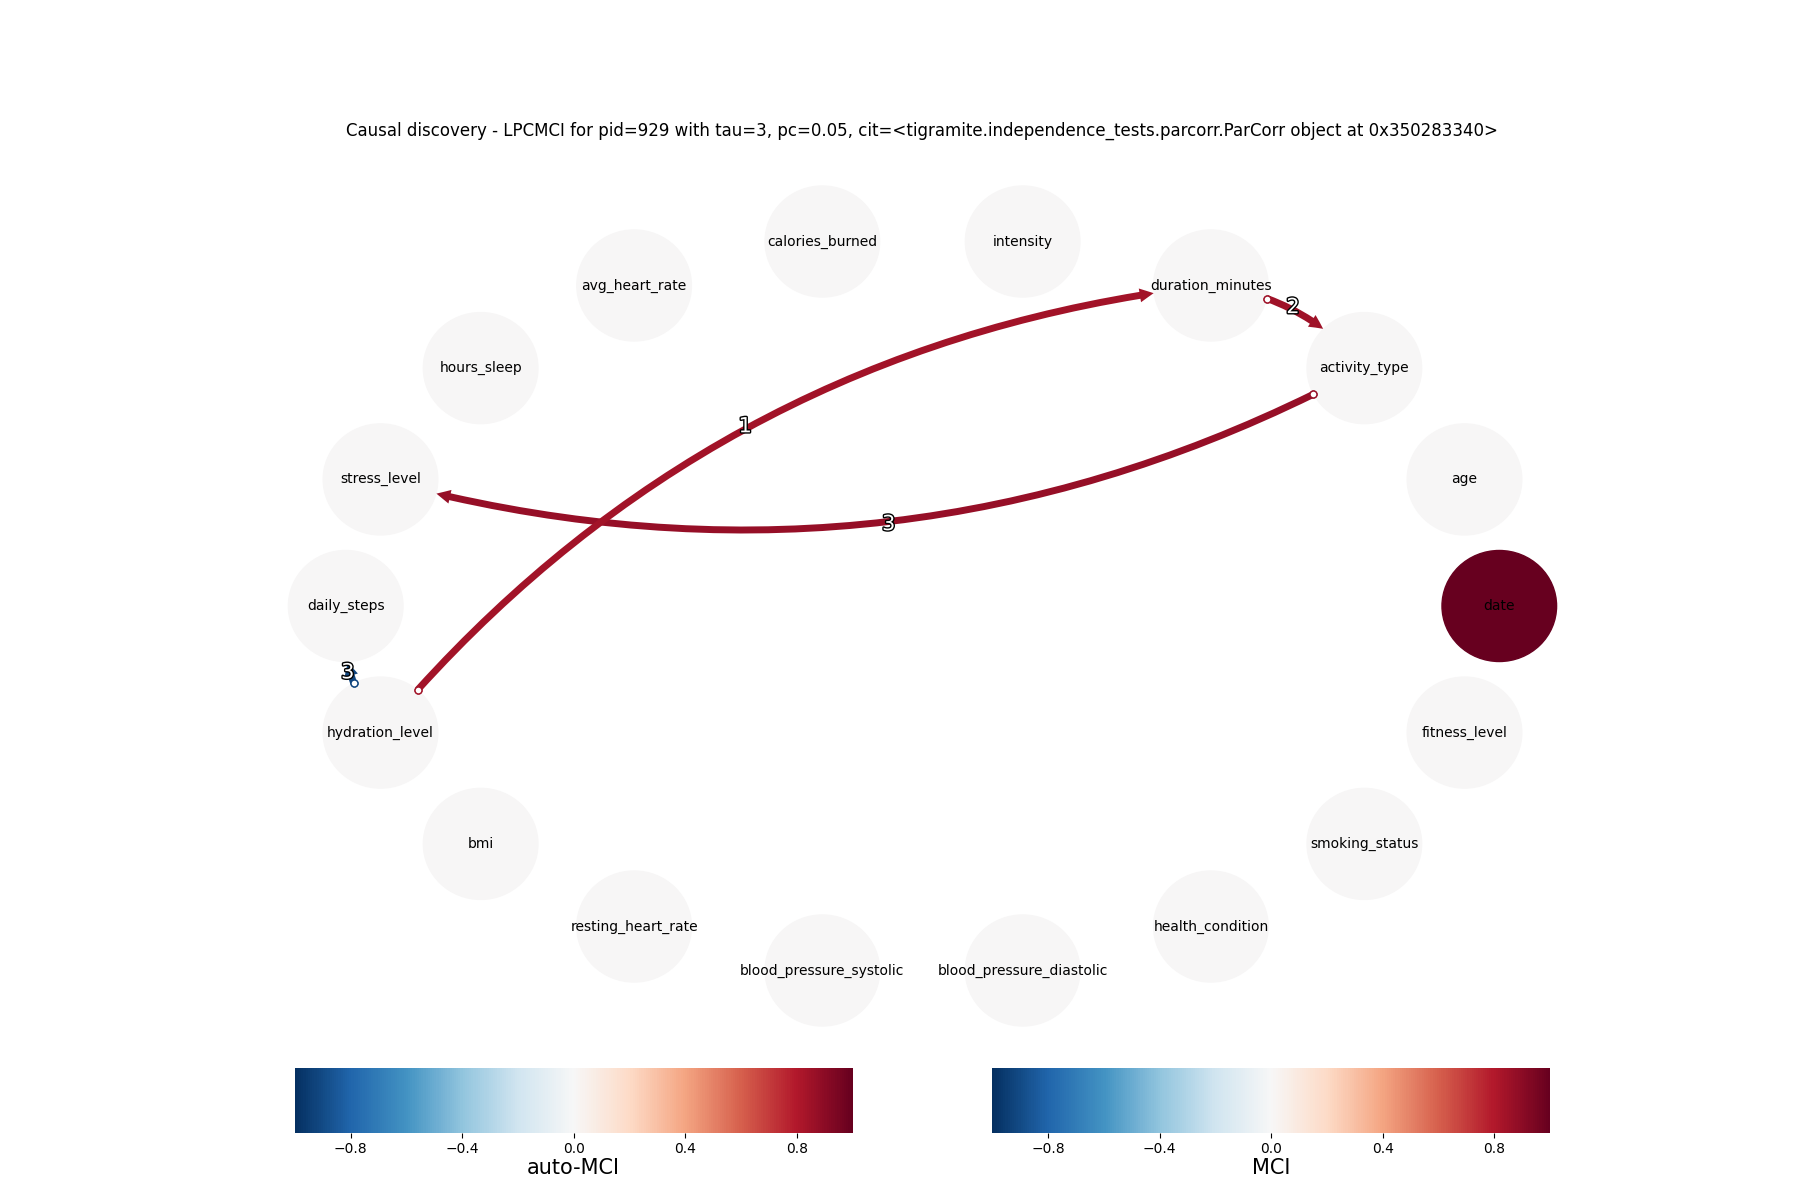 Causal discovery - LPCMCI for pid=929 with tau=3, pc=0.05, cit=<tigramite.independence_tests.parcorr.ParCorr object at 0x350283340>
calories_burned
intensity
avg_heart_rate
duration_minutes
2
hours_sleep
activity_type
1
stress_level
age
3
daily_steps
date
3
hydration_level
fitness_level
bmi
smoking_status
resting_heart_rate
health_condition
blood_pressure_systolic
blood_pressure_diastolic
−0.8 −0.4 0.0 0.4 0.8
auto-MCI
−0.8 −0.4 0.0 0.4 0.8
MCI